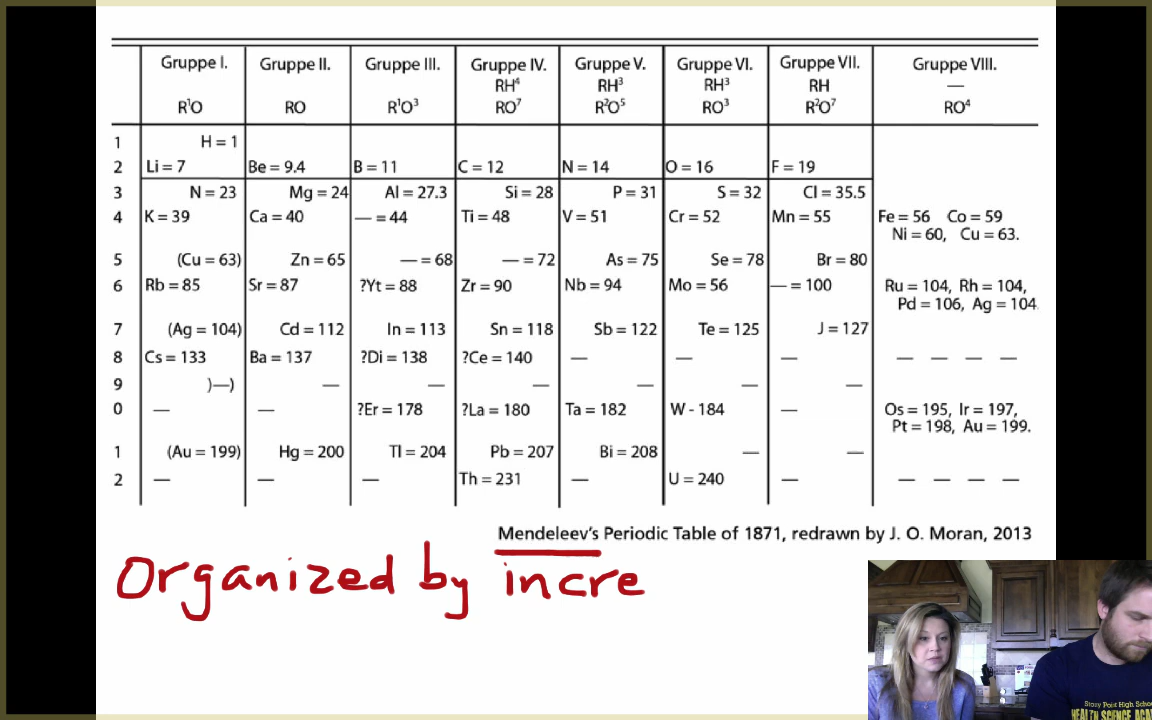 Gruppe I. Gruppe II. Gruppe III. Gruppe IV. Gruppe V. Gruppe VI. Gruppe VII. Gruppe VIII.
RH⁴ RH³ RH³ RH —
R¹O RO R¹O³ RO⁷ R²O⁵ RO³ R²O⁷ RO⁴
1 H = 1
2 Li = 7 Be = 9.4 B = 11 C = 12 N = 14 O = 16 F = 19
3 N = 23 Mg = 24 Al = 27.3 Si = 28 P = 31 S = 32 Cl = 35.5
4 K = 39 Ca = 40 — = 44 Ti = 48 V = 51 Cr = 52 Mn = 55 Fe = 56 Co = 59
Ni = 60, Cu = 63.
5 (Cu = 63) Zn = 65 — = 68 — = 72 As = 75 Se = 78 Br = 80
6 Rb = 85 Sr = 87 ?Yt = 88 Zr = 90 Nb = 94 Mo = 56 — = 100 Ru = 104, Rh = 104,
Pd = 106, Ag = 104.
7 (Ag = 104) Cd = 112 In = 113 Sn = 118 Sb = 122 Te = 125 J = 127
8 Cs = 133 Ba = 137 ?Di = 138 ?Ce = 140 — — — — — — —
9 )—) — — — — — —
0 — — ?Er = 178 ?La = 180 Ta = 182 W - 184 — Os = 195, Ir = 197,
Pt = 198, Au = 199.
1 (Au = 199) Hg = 200 Tl = 204 Pb = 207 Bi = 208 — —
2 — — — Th = 231 — U = 240 — — — — —
Mendeleev's Periodic Table of 1871, redrawn by J. O. Moran, 2013
Organized by incre
Stony Point High School
HEALTH SCIENCE